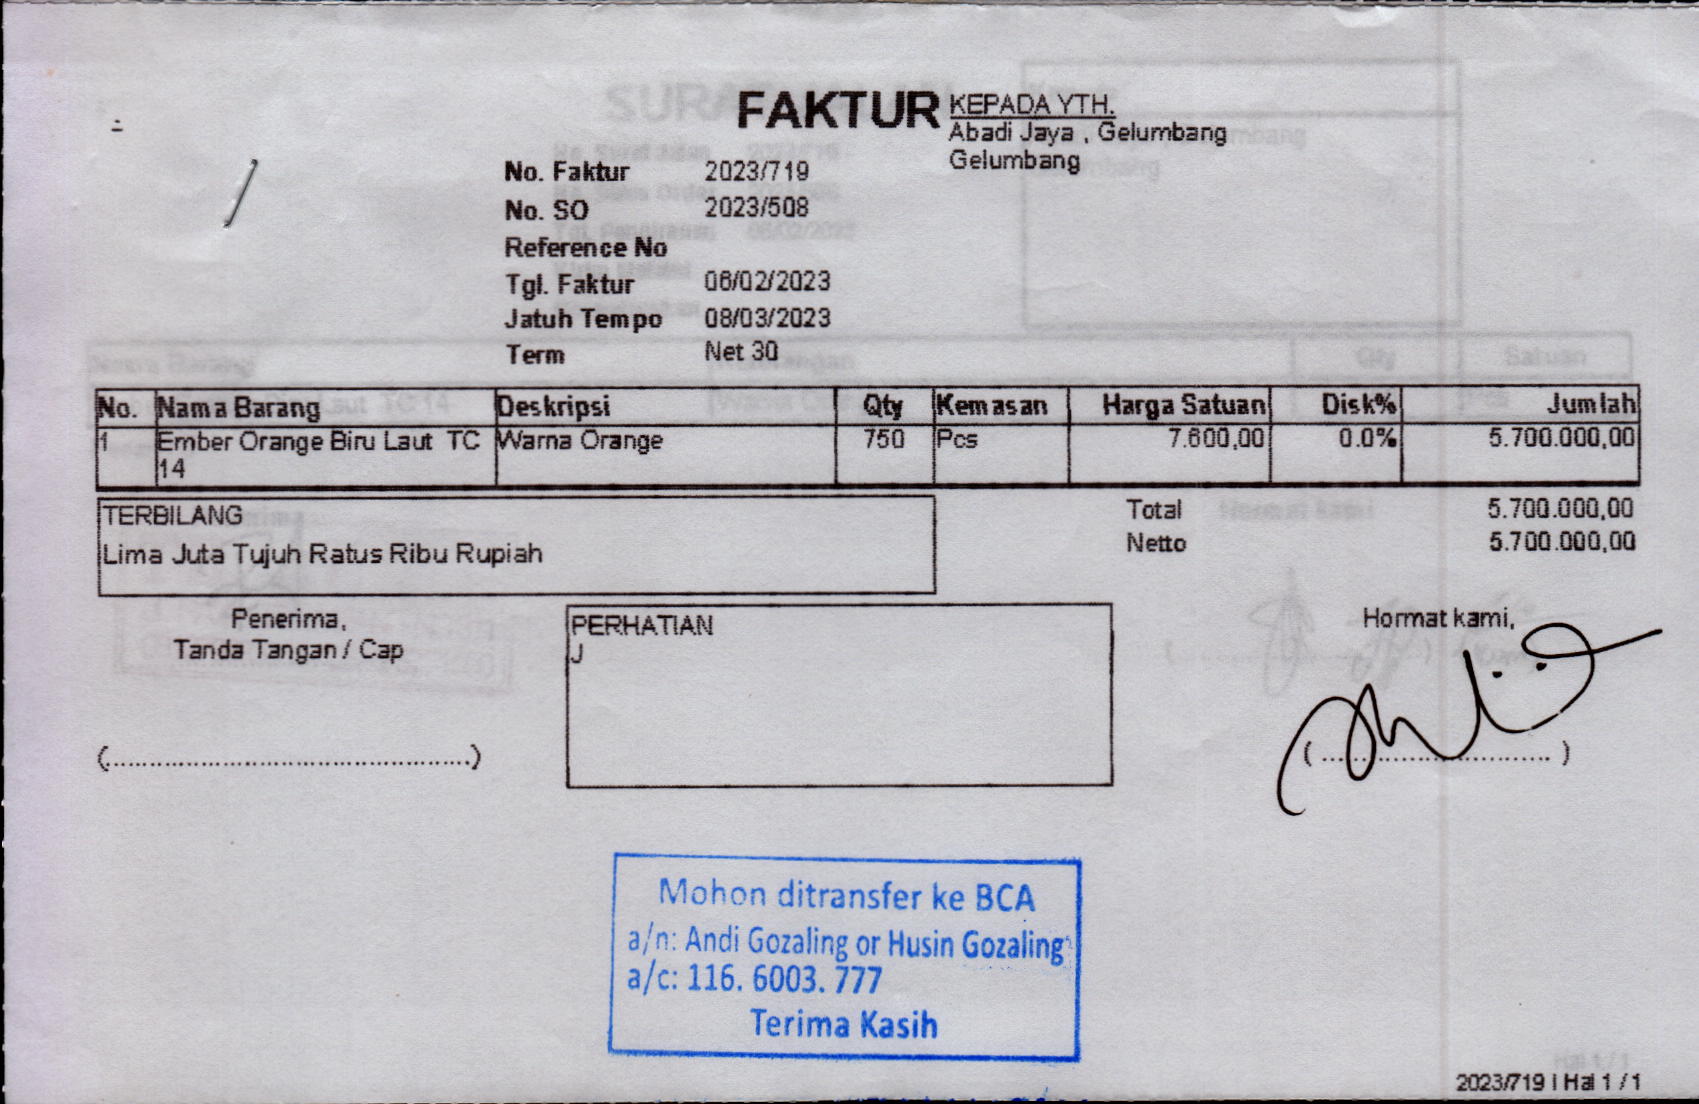 FAKTUR
KEPADA YTH.
Abadi Jaya , Gelumbang
Gelumbang
No. Faktur 2023/719
No. SO 2023/508
Reference No
Tgl. Faktur 06/02/2023
Jatuh Tempo 08/03/2023
Term Net 30
No. Nama Barang Deskripsi Qty Kemasan Harga Satuan Disk% Jumlah
1 Ember Orange Biru Laut TC Warna Orange 750 Pcs 7.600,00 0.0% 5.700.000,00
14
TERBILANG
Lima Juta Tujuh Ratus Ribu Rupiah
Total 5.700.000,00
Netto 5.700.000,00
Penerima,
Tanda Tangan / Cap
PERHATIAN
J
Hormat kami,
Mohon ditransfer ke BCA
a/n: Andi Gozaling or Husin Gozaling
a/c: 116. 6003. 777
Terima Kasih
2023/719 | Hal 1 / 1